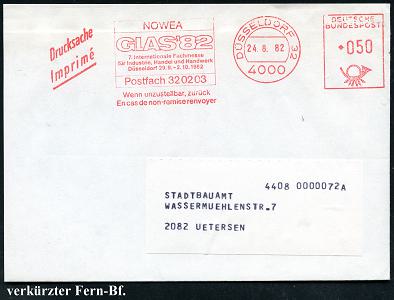 Drucksache
Imprimé
NOWEA
GLAS'82
7. Internationale Fachmesse
für Industrie, Handel und Handwerk
Düsseldorf 29.9.-2.10.1982
Postfach 320203
Wenn unzustellbar, zurück
En cas de non-remise renvoyer
DÜSSELDORF 32
24.8.82
4000
DEUTSCHE
BUNDESPOST
*050
4408 0000072A
STADTBAUAMT
WASSERMUEHLENSTR.7
2082 UETERSEN
verkürzter Fern-Bf.